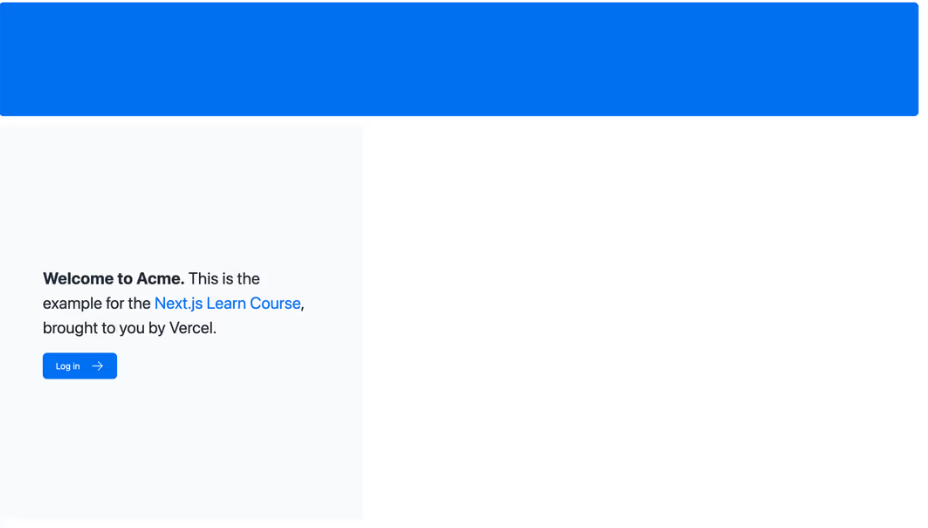 Welcome to Acme. This is the
example for the Next.js Learn Course,
brought to you by Vercel.
Log in